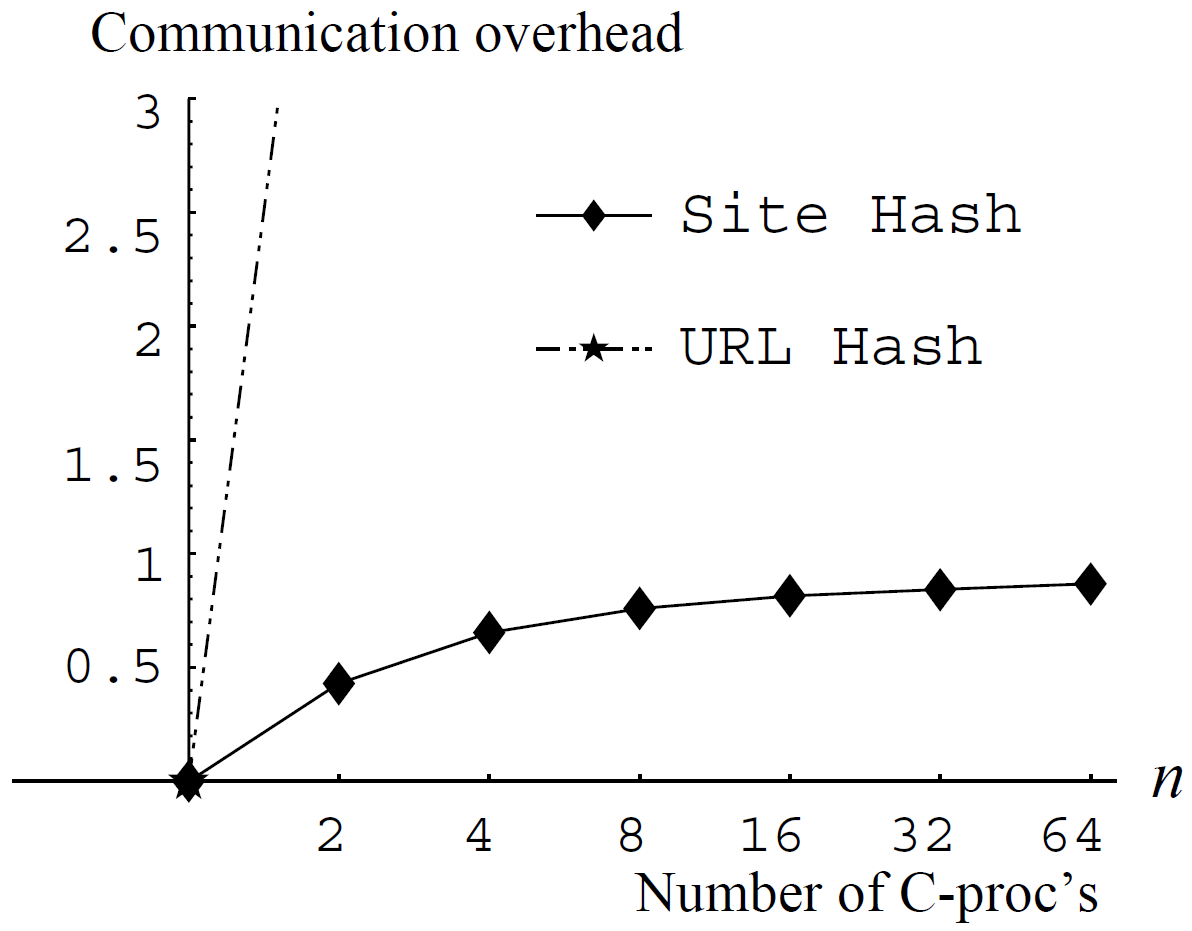 Communication overhead
3
2.5
2
1.5
1
0.5
Site Hash
URL Hash
n
2 4 8 16 32 64
Number of C-proc's